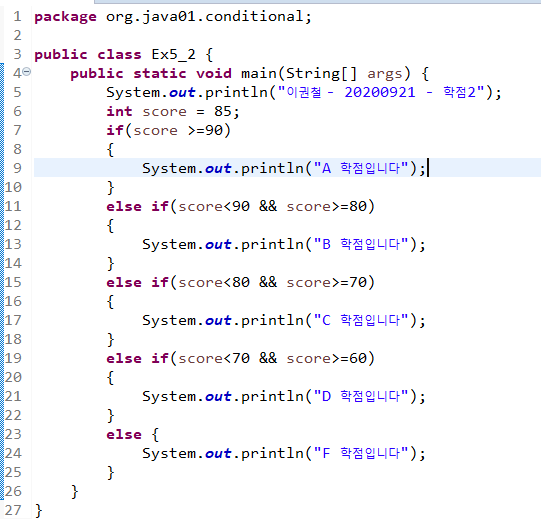 1 package org.java01.conditional;
2
3 public class Ex5_2 {
4 public static void main(String[] args) {
5 System.out.println("이권철 - 20200921 - 학점2");
6 int score = 85;
7 if(score >=90)
8 {
9 System.out.println("A 학점입니다");
10 }
11 else if(score<90 && score>=80)
12 {
13 System.out.println("B 학점입니다");
14 }
15 else if(score<80 && score>=70)
16 {
17 System.out.println("C 학점입니다");
18 }
19 else if(score<70 && score>=60)
20 {
21 System.out.println("D 학점입니다");
22 }
23 else {
24 System.out.println("F 학점입니다");
25 }
26 }
27 }